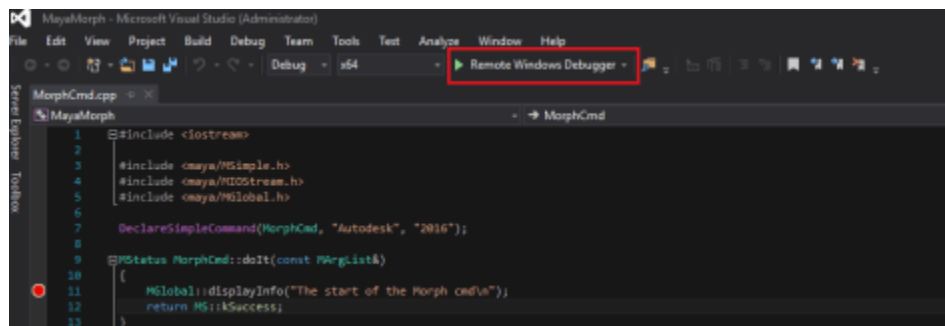 MayaMorph - Microsoft Visual Studio (Administrator)
File Edit View Project Build Debug Team Tools Test Analyze Window Help
Debug x64 Remote Windows Debugger
Server Explorer
Toolbox
MorphCmd.cpp
MayaMorph → MorphCmd
1 #include <iostream>
2
3 #include <maya/MSimple.h>
4 #include <maya/MIOStream.h>
5 #include <maya/MGlobal.h>
6
7 DeclareSimpleCommand(MorphCmd, "Autodesk", "2016");
8
9 MStatus MorphCmd::doIt(const MArgList&)
10 {
11 MGlobal::displayInfo("The start of the Morph cmd\n");
12 return MS::kSuccess;
13 }